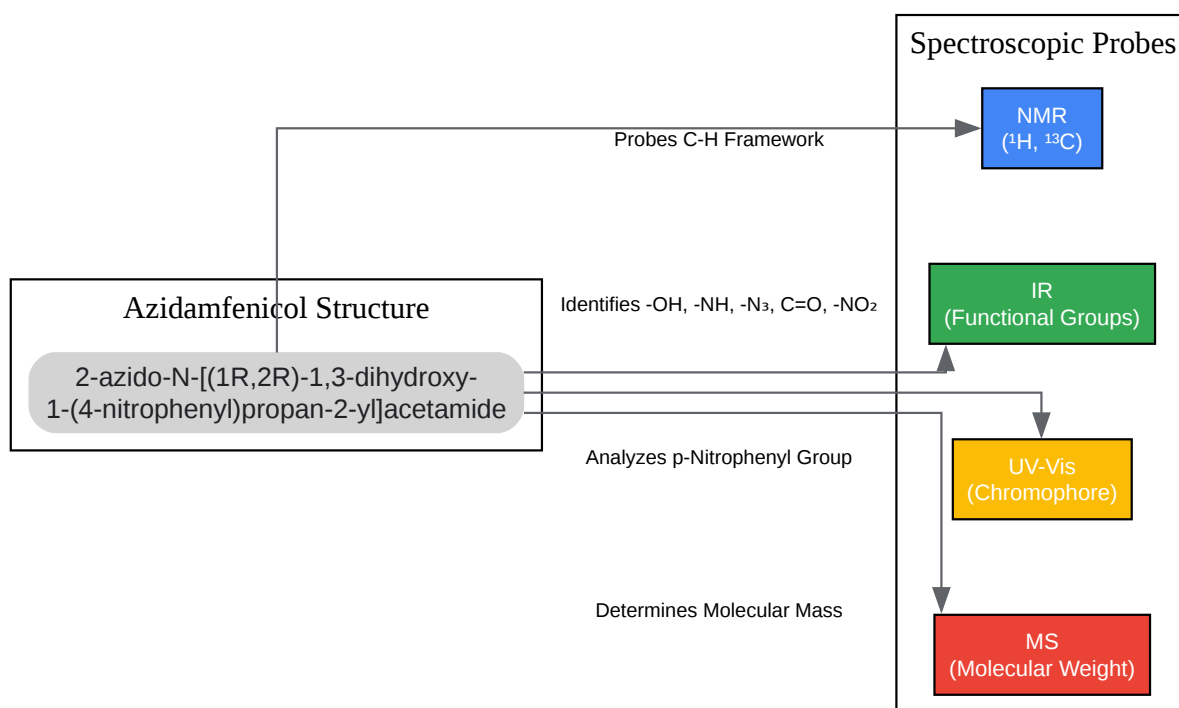 Spectroscopic Probes
NMR
(¹H, ¹³C)
Probes C-H Framework
IR
(Functional Groups)
Identifies -OH, -NH, -N₃, C=O, -NO₂
Azidamfenicol Structure
2-azido-N-[(1R,2R)-1,3-dihydroxy-
1-(4-nitrophenyl)propan-2-yl]acetamide
Analyzes p-Nitrophenyl Group
UV-Vis
(Chromophore)
Determines Molecular Mass
MS
(Molecular Weight)